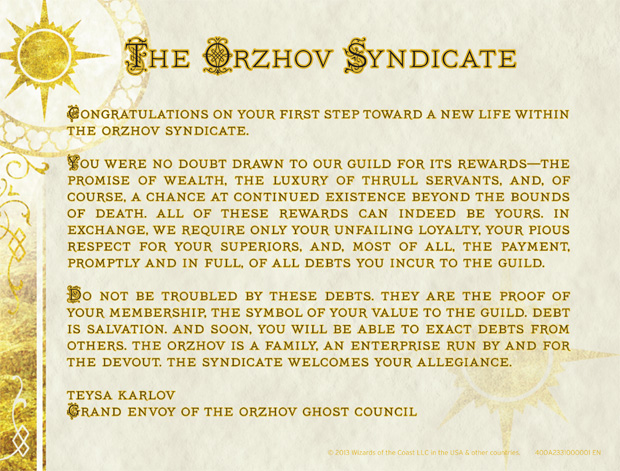 The Orzhov Syndicate
Congratulations on your first step toward a new life within
the Orzhov Syndicate.
You were no doubt drawn to our guild for its rewards—the
promise of wealth, the luxury of thrull servants, and, of
course, a chance at continued existence beyond the bounds
of death. All of these rewards can indeed be yours. In
exchange, we require only your unfailing loyalty, your pious
respect for your superiors, and, most of all, the payment,
promptly and in full, of all debts you incur to the guild.
Do not be troubled by these debts. They are the proof of
your membership, the symbol of your value to the guild. Debt
is salvation. And soon, you will be able to exact debts from
others. The Orzhov is a family, an enterprise run by and for
the devout. The Syndicate welcomes your allegiance.
Teysa Karlov
Grand Envoy of the Orzhov Ghost Council
© 2013 Wizards of the Coast LLC in the USA & other countries.